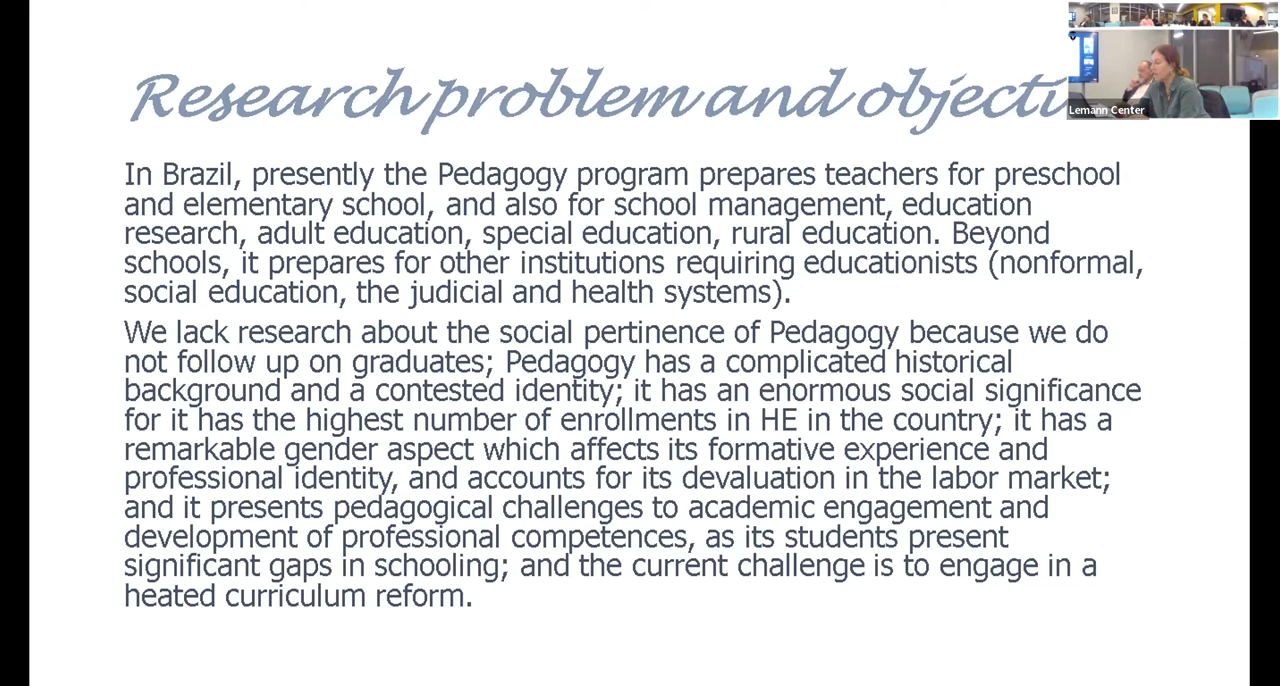 Research problem and objecti
Lemann Center
In Brazil, presently the Pedagogy program prepares teachers for preschool
and elementary school, and also for school management, education
research, adult education, special education, rural education. Beyond
schools, it prepares for other institutions requiring educationists (nonformal,
social education, the judicial and health systems).
We lack research about the social pertinence of Pedagogy because we do
not follow up on graduates; Pedagogy has a complicated historical
background and a contested identity; it has an enormous social significance
for it has the highest number of enrollments in HE in the country; it has a
remarkable gender aspect which affects its formative experience and
professional identity, and accounts for its devaluation in the labor market;
and it presents pedagogical challenges to academic engagement and
development of professional competences, as its students present
significant gaps in schooling; and the current challenge is to engage in a
heated curriculum reform.